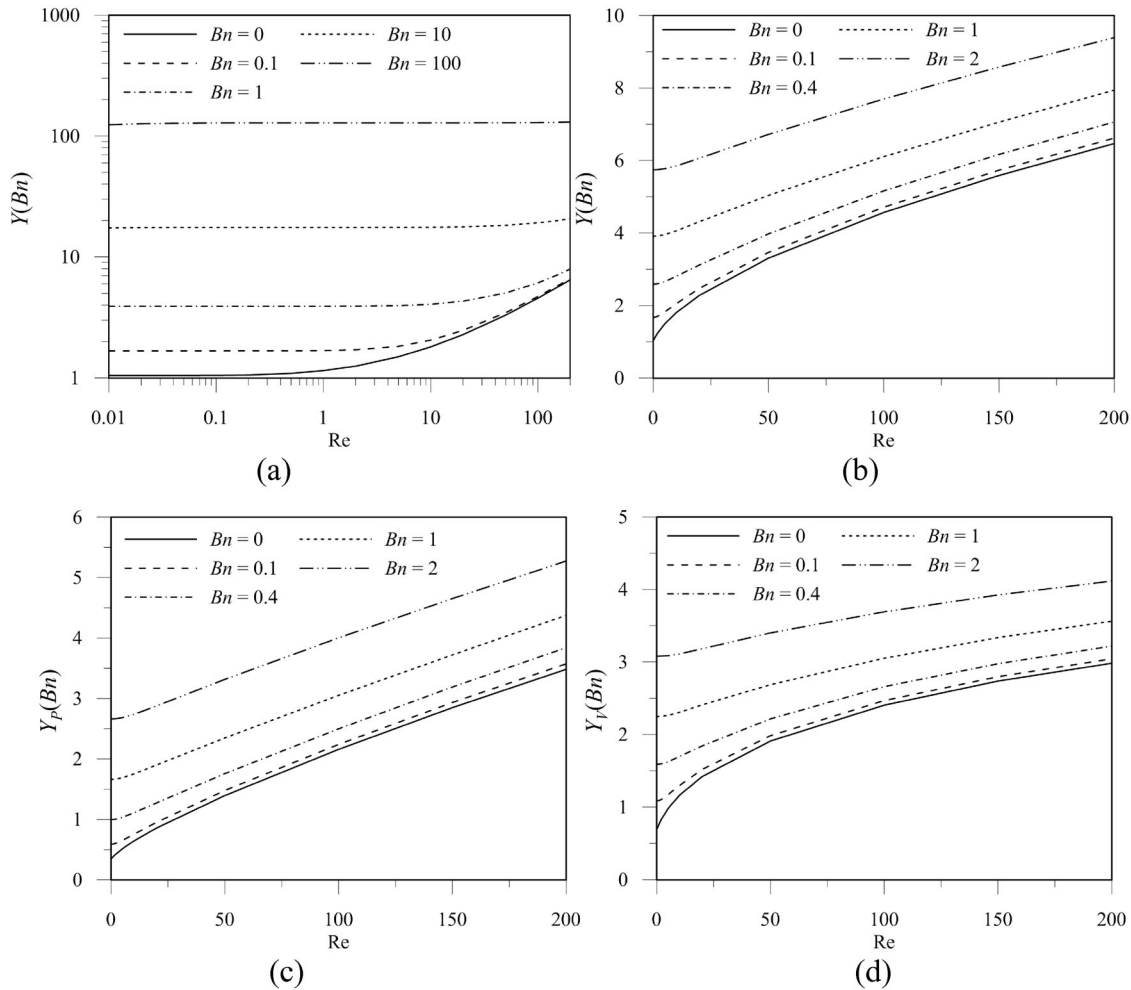 1000
Bn = 0
Bn = 10
Bn = 0.1
Bn = 100
Bn = 1
100
10
1
Y(Bn)
0.01
0.1
1
10
100
Re
(a)
10
Bn = 0
Bn = 1
Bn = 0.1
Bn = 2
Bn = 0.4
8
6
4
2
0
Y(Bn)
0
50
100
150
200
Re
(b)
6
Bn = 0
Bn = 1
Bn = 0.1
Bn = 2
Bn = 0.4
5
4
3
2
1
0
Y_P(Bn)
0
50
100
150
200
Re
(c)
5
Bn = 0
Bn = 1
Bn = 0.1
Bn = 2
Bn = 0.4
4
3
2
1
0
Y_V(Bn)
0
50
100
150
200
Re
(d)